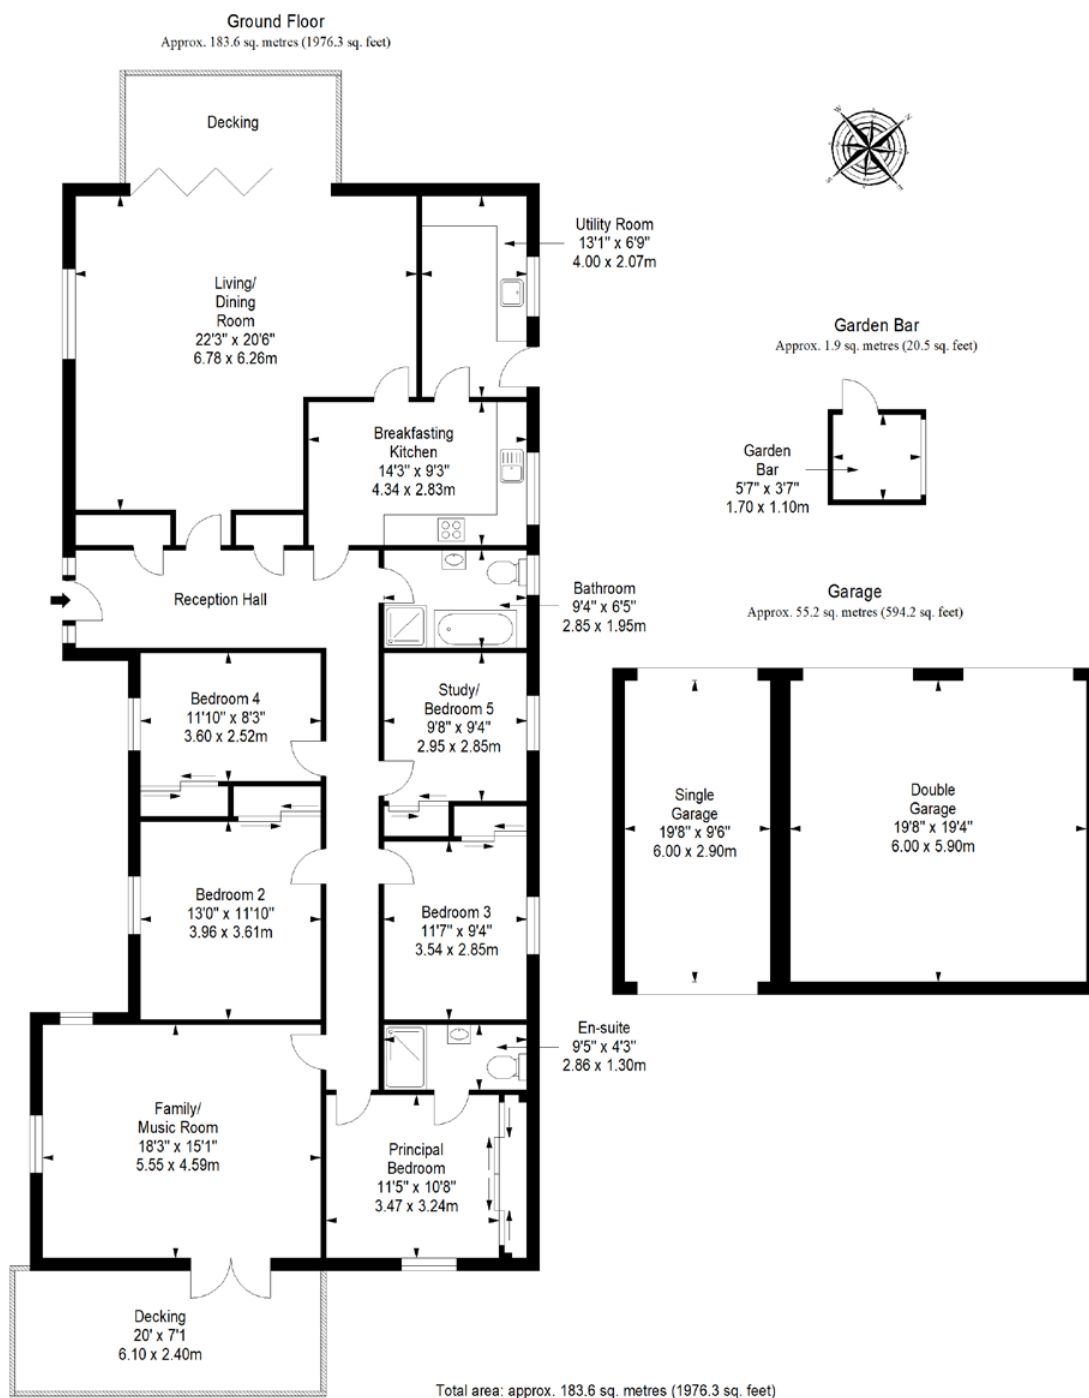 Ground Floor
Approx. 183.6 sq. metres (1976.3 sq. feet)
Decking
Utility Room
13'1" x 6'9"
4.00 x 2.07m
Living/
Dining
Room
22'3" x 20'6"
6.78 x 6.26m
Garden Bar
Approx. 1.9 sq. metres (20.5 sq. feet)
Breakfasting
Kitchen
14'3" x 9'3"
4.34 x 2.83m
Garden
Bar
5'7" x 3'7"
1.70 x 1.10m
Reception Hall
Bathroom
9'4" x 6'5"
2.85 x 1.95m
Garage
Approx. 55.2 sq. metres (594.2 sq. feet)
Bedroom 4
11'10" x 8'3"
3.60 x 2.52m
Study/
Bedroom 5
9'8" x 9'4"
2.95 x 2.85m
Single
Garage
19'8" x 9'6"
6.00 x 2.90m
Double
Garage
19'8" x 19'4"
6.00 x 5.90m
Bedroom 2
13'0" x 11'10"
3.96 x 3.61m
Bedroom 3
11'7" x 9'4"
3.54 x 2.85m
En-suite
9'5" x 4'3"
2.86 x 1.30m
Family/
Music Room
18'3" x 15'1"
5.55 x 4.59m
Principal
Bedroom
11'5" x 10'8"
3.47 x 3.24m
Decking
20' x 7'1
6.10 x 2.40m
Total area: approx. 183.6 sq. metres (1976.3 sq. feet)